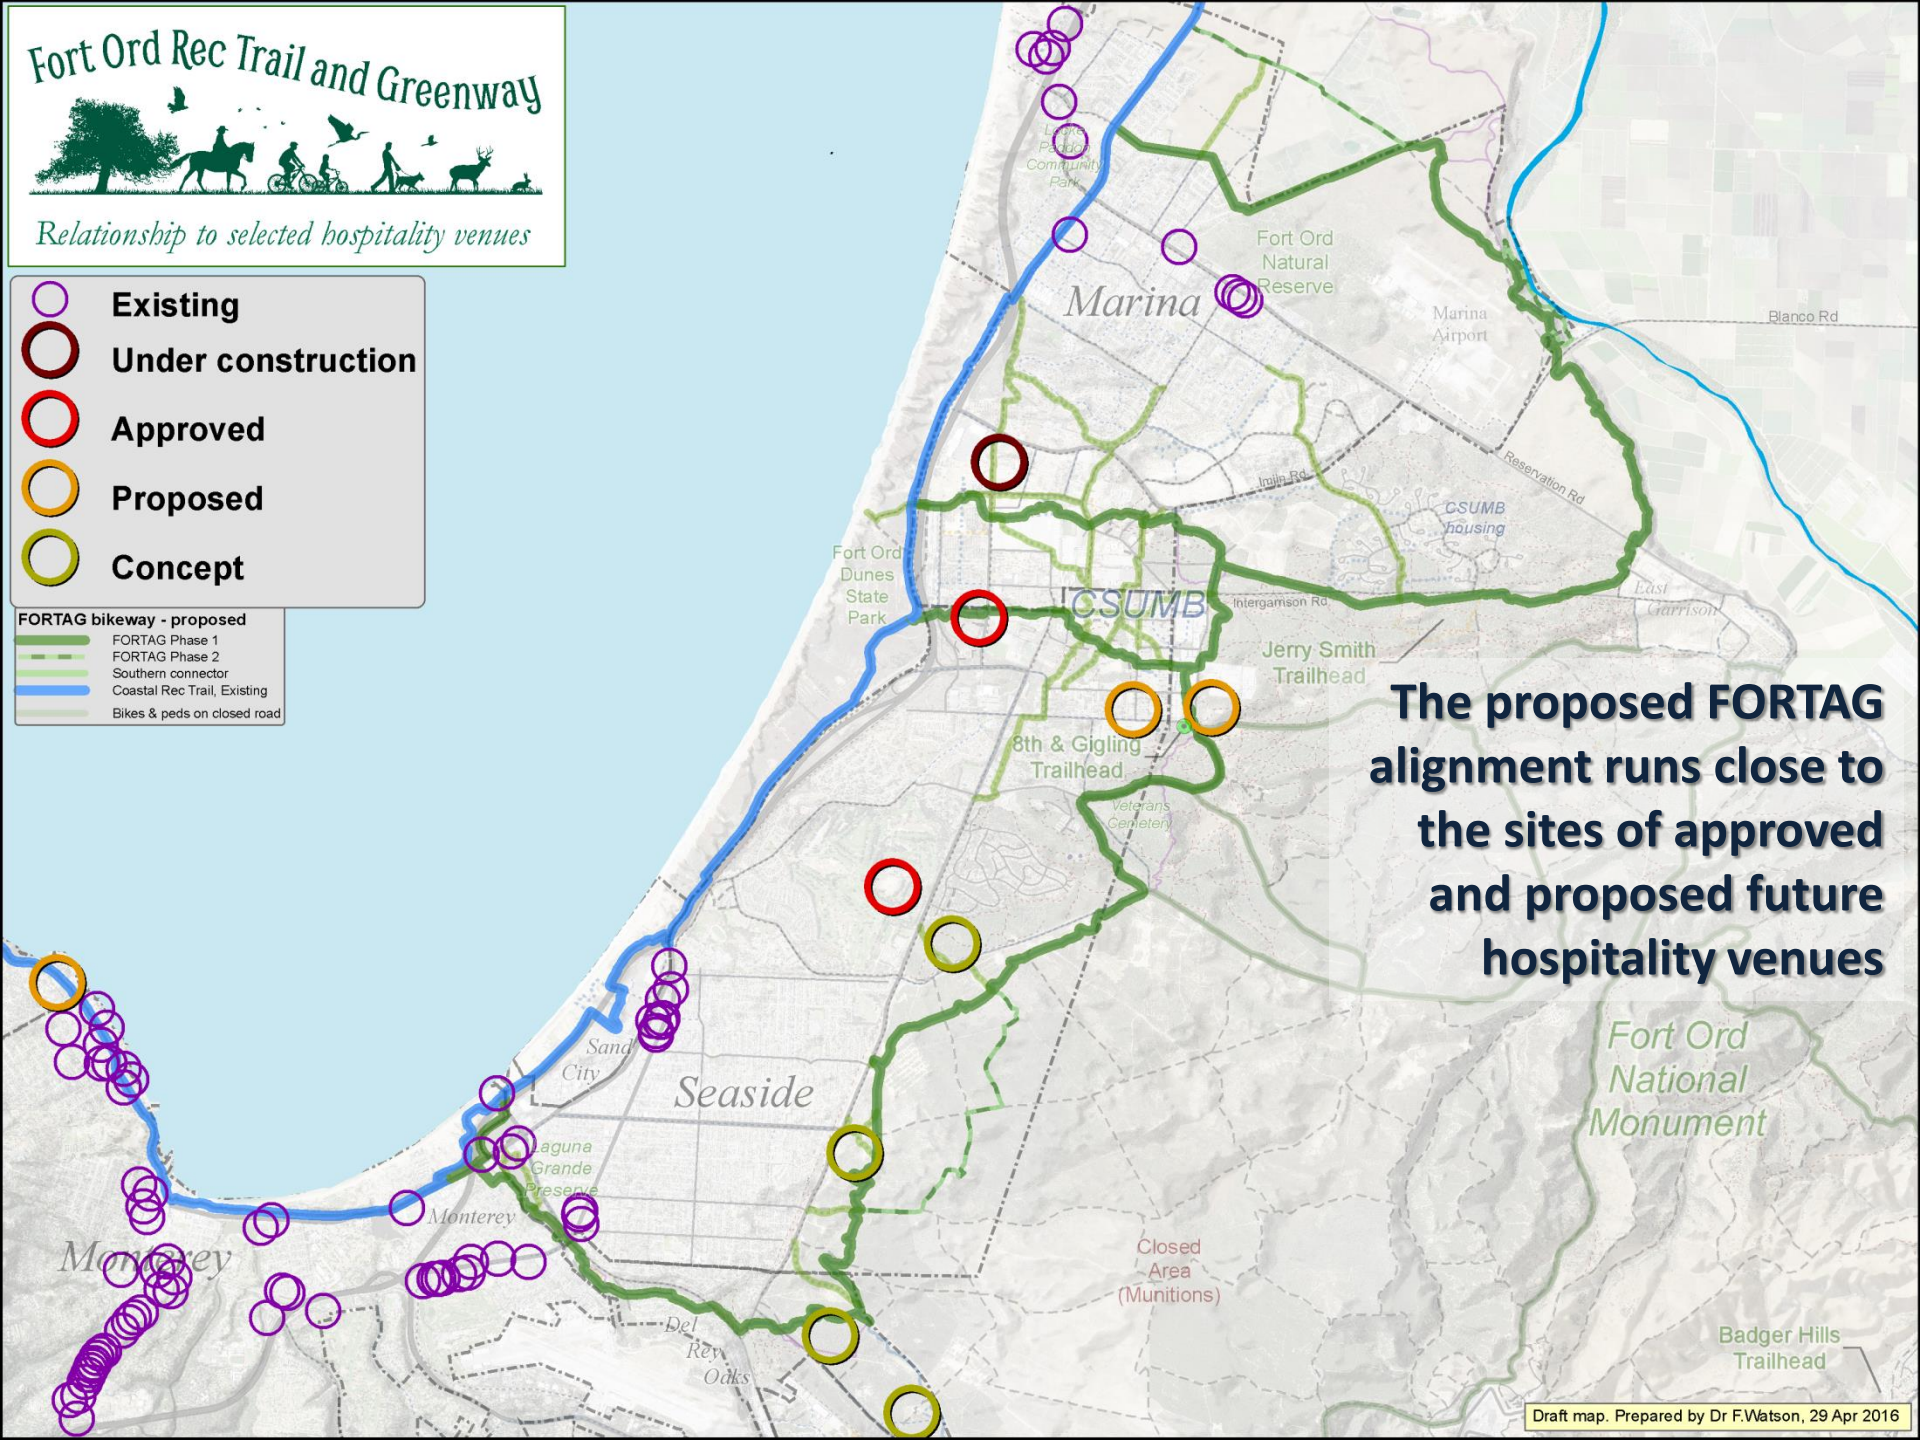 Fort Ord Rec Trail and Greenway
Relationship to selected hospitality venues
Existing
Under construction
Approved
Proposed
Concept
FORTAG bikeway - proposed
FORTAG Phase 1
FORTAG Phase 2
Southern connector
Coastal Rec Trail, Existing
Bikes & peds on closed road
Locke
Paddon
Community
Park
Fort Ord
Natural
Reserve
Marina
Marina
Airport
Blanco Rd
Reservation Rd
Imjin Rd
CSUMB
housing
Fort Ord
Dunes
State
Park
CSUMB
Intergarrison Rd
East
Garrison
Jerry Smith
Trailhead
8th & Gigling
Trailhead
Veterans
Cemetery
The proposed FORTAG
alignment runs close to
the sites of approved
and proposed future
hospitality venues
Fort Ord
National
Monument
Sand
City
Seaside
Laguna
Grande
Preserve
Monterey
Monterey
Del
Rey
Oaks
Closed
Area
(Munitions)
Badger Hills
Trailhead
Draft map. Prepared by Dr F.Watson, 29 Apr 2016